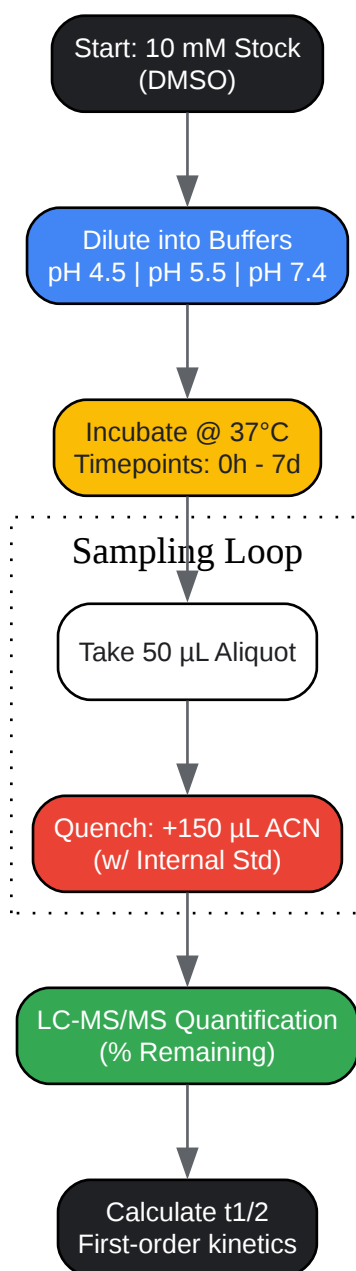 Start: 10 mM Stock
(DMSO)
Dilute into Buffers
pH 4.5 | pH 5.5 | pH 7.4
Incubate @ 37°C
Timepoints: 0h - 7d
Sampling Loop
Take 50 µL Aliquot
Quench: +150 µL ACN
(w/ Internal Std)
LC-MS/MS Quantification
(% Remaining)
Calculate t1/2
First-order kinetics